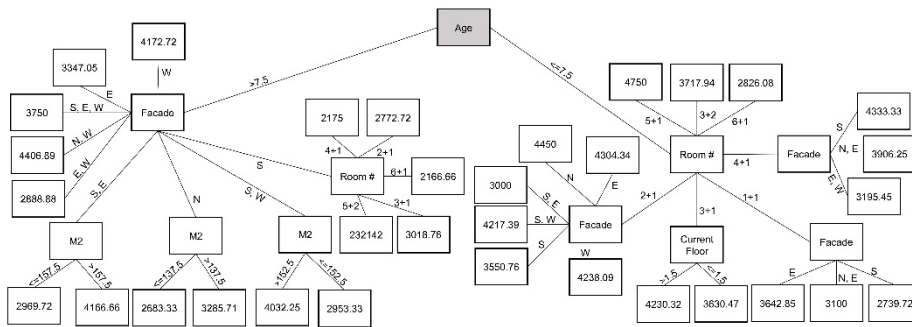 Age
4172.72
3347.05
W
E
>7.5
<=7.5
4750
3717.94
2826.08
3750
S, E, W
Facade
5+1
3+2
6+1
4333.33
S
4406.89
N, W
2175
2772.72
4450
4304.34
Room #
4+1
Facade
N, E
3906.25
2888.88
E, W
S
4+1
2+1
6+1
2166.66
E, W
3195.45
S, E
N
S, W
Room #
5+2
3+1
3000
N
E
S, E
2+1
3+1
1+1
M2
M2
M2
232142
3018.76
4217.39
S, W
Facade
Current
Floor
Facade
3550.76
S
W
4238.09
<=157.5
>157.5
<=137.5
>137.5
>152.5
<=152.5
>1.5
<=1.5
E
N, E
S
2969.72
4166.66
2683.33
3285.71
4032.25
2953.33
4230.32
3630.47
3642.85
3100
2739.72